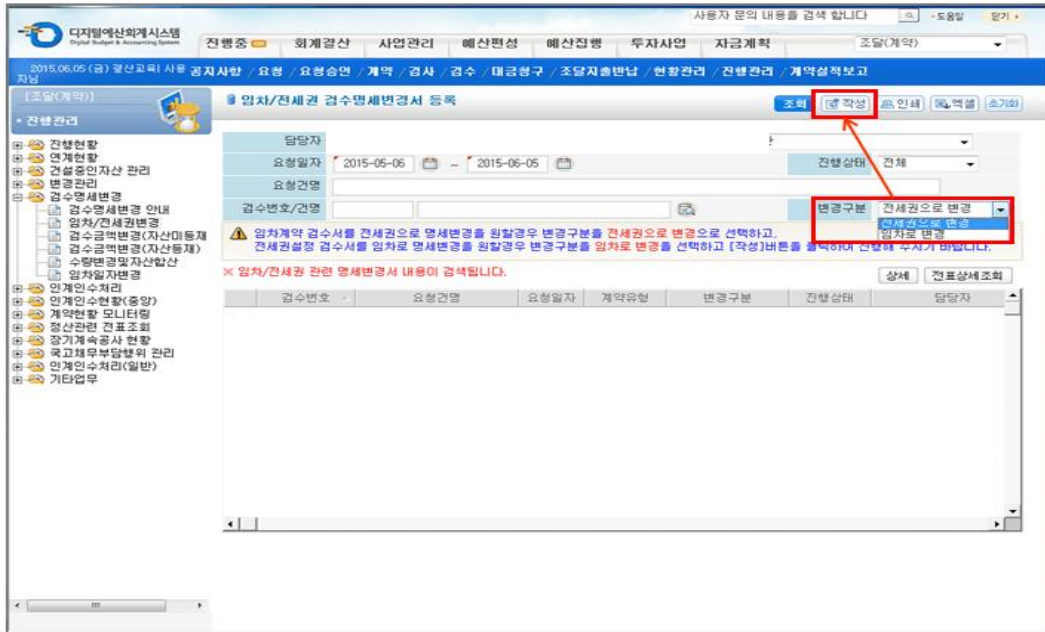 사용자 문의 내용을 검색 합니다 도움말 닫기
디지털예산회계시스템
Digital Budget & Accounting System
진행중 회계결산 사업관리 예산편성 예산집행 투자사업 자금계획 조달(계약)
2015,06,05 (금) 결산교육| 사용자님
공지사항 / 요청 / 요청승인 / 계약 / 검사 / 검수 / 대금청구 / 조달지출반납 / 현황관리 / 진행관리 / 계약실적보고
[조달(계약)]
• 진행관리
진행현황
연계현황
건설중인자산 관리
변경관리
검수명세변경
검수명세변경 안내
임차/전세권변경
검수금액변경(자산미등재
검수금액변경(자산등재)
수량변경및자산합산
임차일자변경
인계인수처리
인계인수현황(중앙)
계약현황 모니터링
정산관련 전표조회
장기계속공사 현황
국고채무부담행위 관리
인계인수처리(일반)
기타업무
임차/전세권 검수명세변경서 등록
조회 작성 인쇄 엑셀 초기화
담당자
요청일자 2015-05-06 ~ 2015-06-05 진행상태 전체
요청건명
검수번호/건명 변경구분 전세권으로 변경
전세권으로 변경
임차로 변경
임차계약 검수서를 전세권으로 명세변경을 원할경우 변경구분을 전세권으로 변경으로 선택하고,
전세권설정 검수서를 임차로 명세변경을 원할경우 변경구분을 임차로 변경을 선택하고 [작성]버튼을 클릭하여 진행해 주시기 바랍니다.
※ 임차/전세권 관련 명세변경서 내용이 검색됩니다.
상세 전표상세조회
검수번호 요청건명 요청일자 계약유형 변경구분 진행상태 담당자